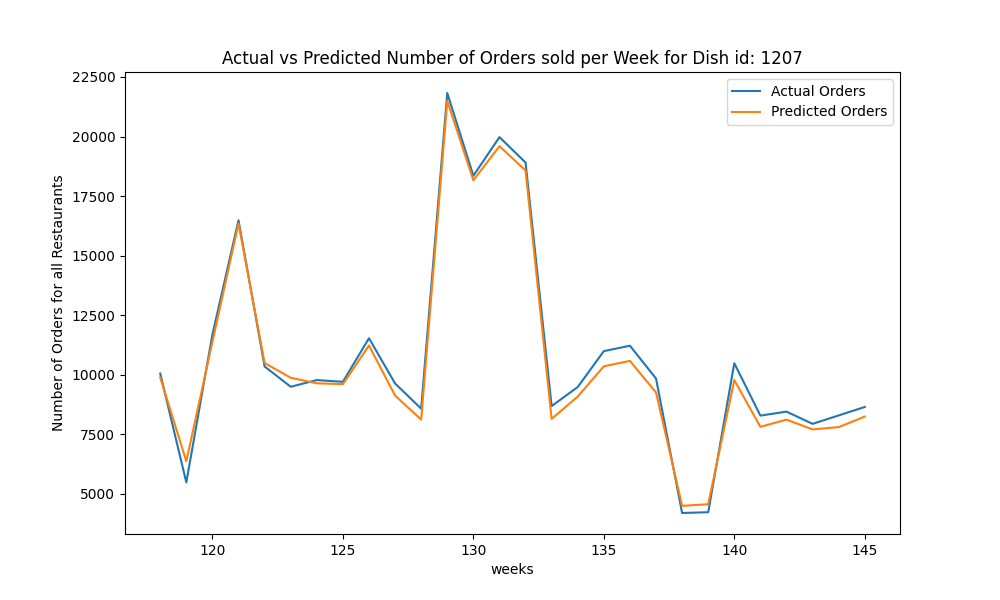 Actual vs Predicted Number of Orders sold per Week for Dish id: 1207
Actual Orders
Predicted Orders
Number of Orders for all Restaurants
22500
20000
17500
15000
12500
10000
7500
5000
120 125 130 135 140 145
weeks